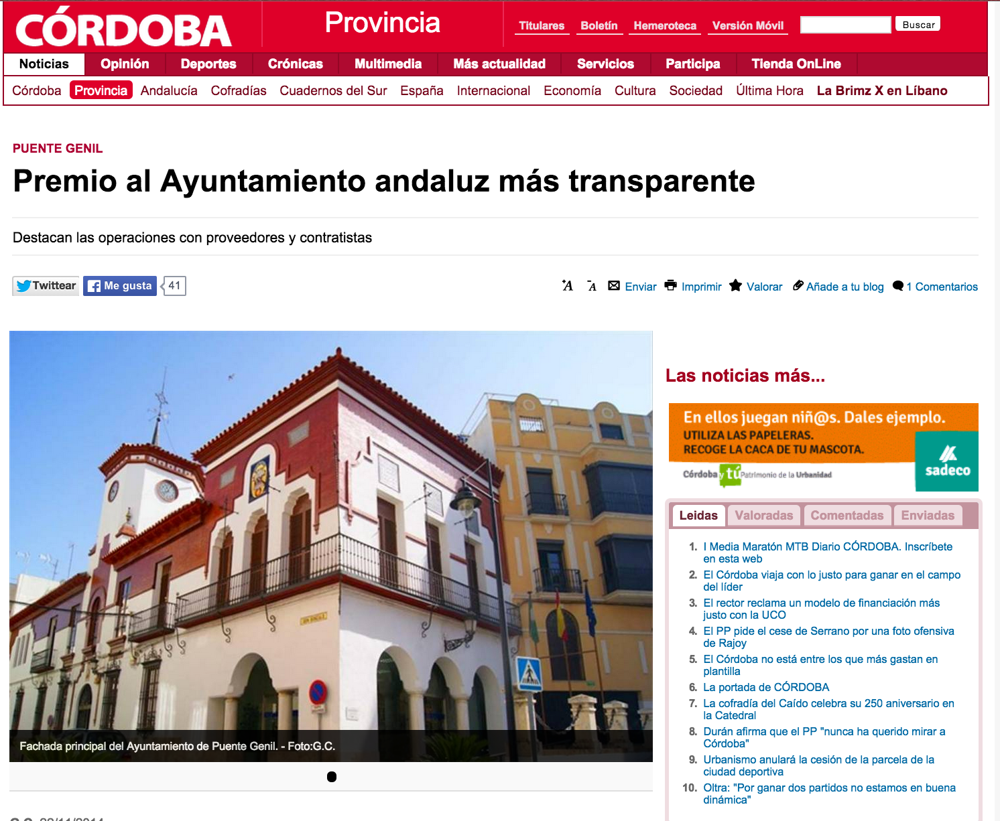 CÓRDOBA
Provincia
Titulares Boletín Hemeroteca Versión Móvil Buscar
Noticias Opinión Deportes Crónicas Multimedia Más actualidad Servicios Participa Tienda OnLine
Córdoba Provincia Andalucía Cofradías Cuadernos del Sur España Internacional Economía Cultura Sociedad Última Hora La Brimz X en Líbano
PUENTE GENIL
Premio al Ayuntamiento andaluz más transparente
Destacan las operaciones con proveedores y contratistas
Twittear Me gusta 41
A A Enviar Imprimir Valorar Añade a tu blog 1 Comentarios
Fachada principal del Ayuntamiento de Puente Genil. - Foto:G.C.
Las noticias más...
En ellos juegan niñ@s. Dales ejemplo.
UTILIZA LAS PAPELERAS.
RECOGE LA CACA DE TU MASCOTA.
Córdoba y tú Patrimonio de la Urbanidad
sadeco
Leidas Valoradas Comentadas Enviadas
1. I Media Maratón MTB Diario CÓRDOBA. Inscríbete
en esta web
2. El Córdoba viaja con lo justo para ganar en el campo
del líder
3. El rector reclama un modelo de financiación más
justo con la UCO
4. El PP pide el cese de Serrano por una foto ofensiva
de Rajoy
5. El Córdoba no está entre los que más gastan en
plantilla
6. La portada de CÓRDOBA
7. La cofradía del Caído celebra su 250 aniversario en
la Catedral
8. Durán afirma que el PP "nunca ha querido mirar a
Córdoba"
9. Urbanismo anulará la cesión de la parcela de la
ciudad deportiva
10. Oltra: "Por ganar dos partidos no estamos en buena
dinámica"